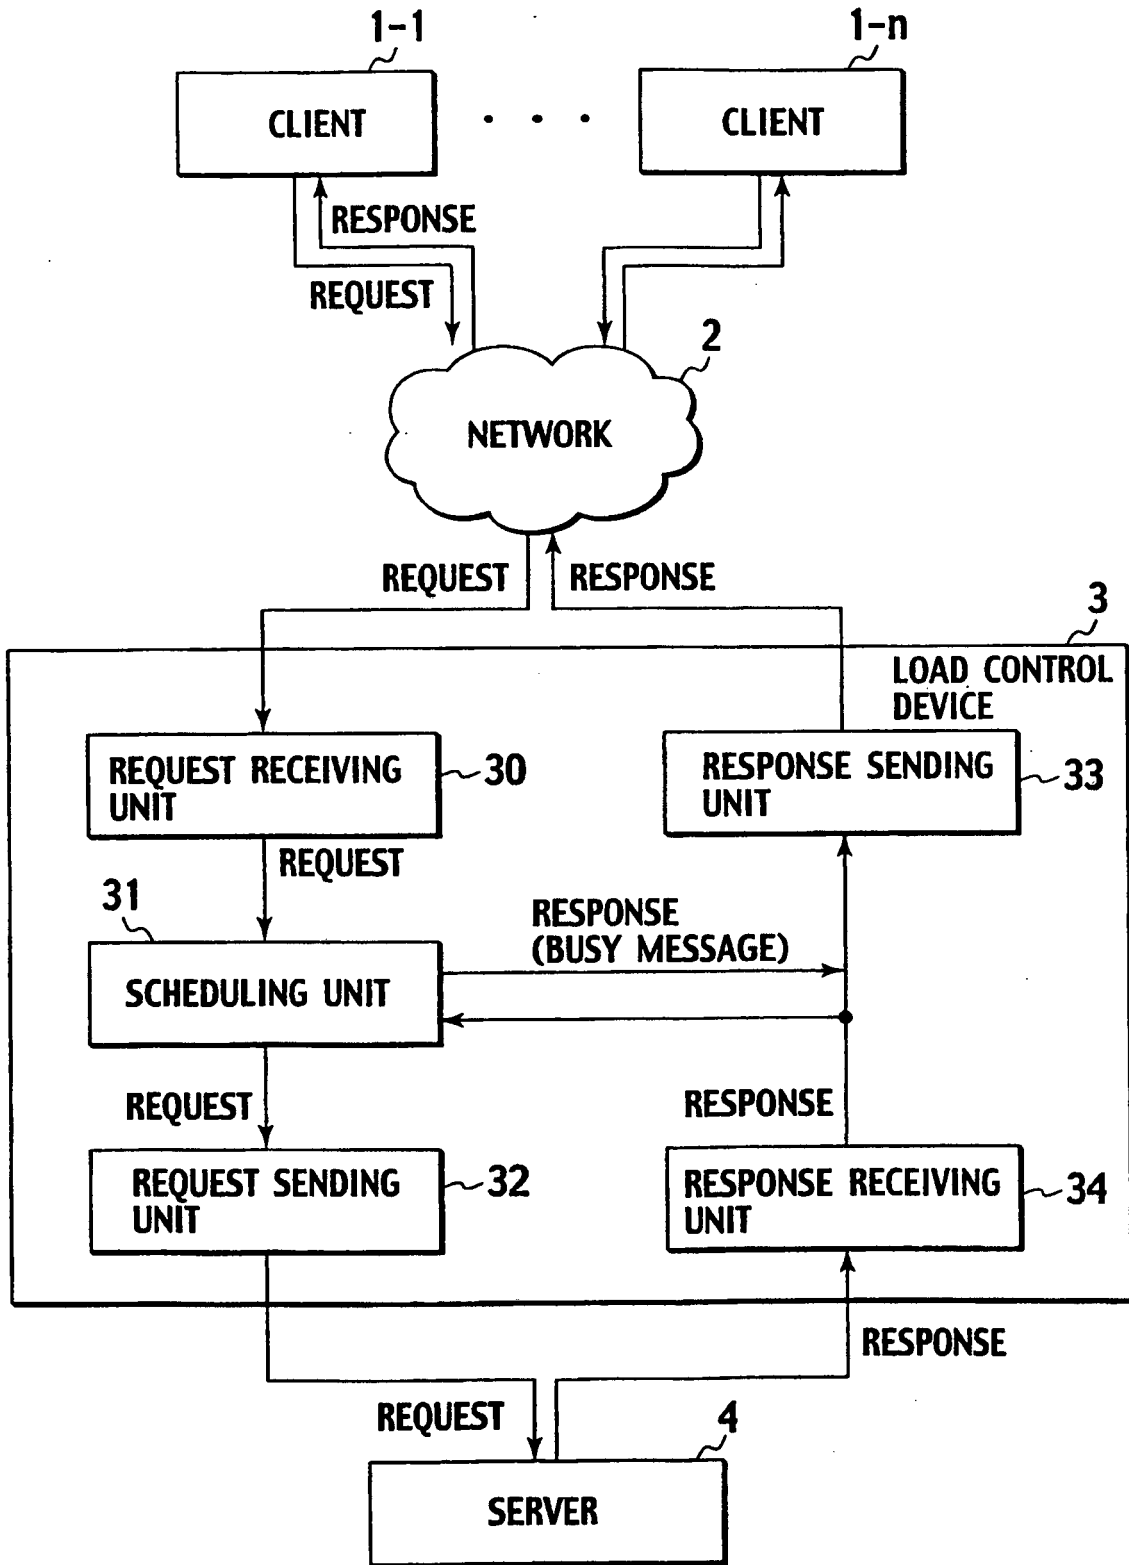 1-1
1-n
CLIENT
CLIENT
RESPONSE
REQUEST
2
NETWORK
REQUEST
RESPONSE
3
LOAD CONTROL
DEVICE
REQUEST RECEIVING
UNIT
30
RESPONSE SENDING
UNIT
33
REQUEST
31
RESPONSE
(BUSY MESSAGE)
SCHEDULING UNIT
REQUEST
RESPONSE
REQUEST SENDING
UNIT
32
RESPONSE RECEIVING
UNIT
34
RESPONSE
REQUEST
4
SERVER